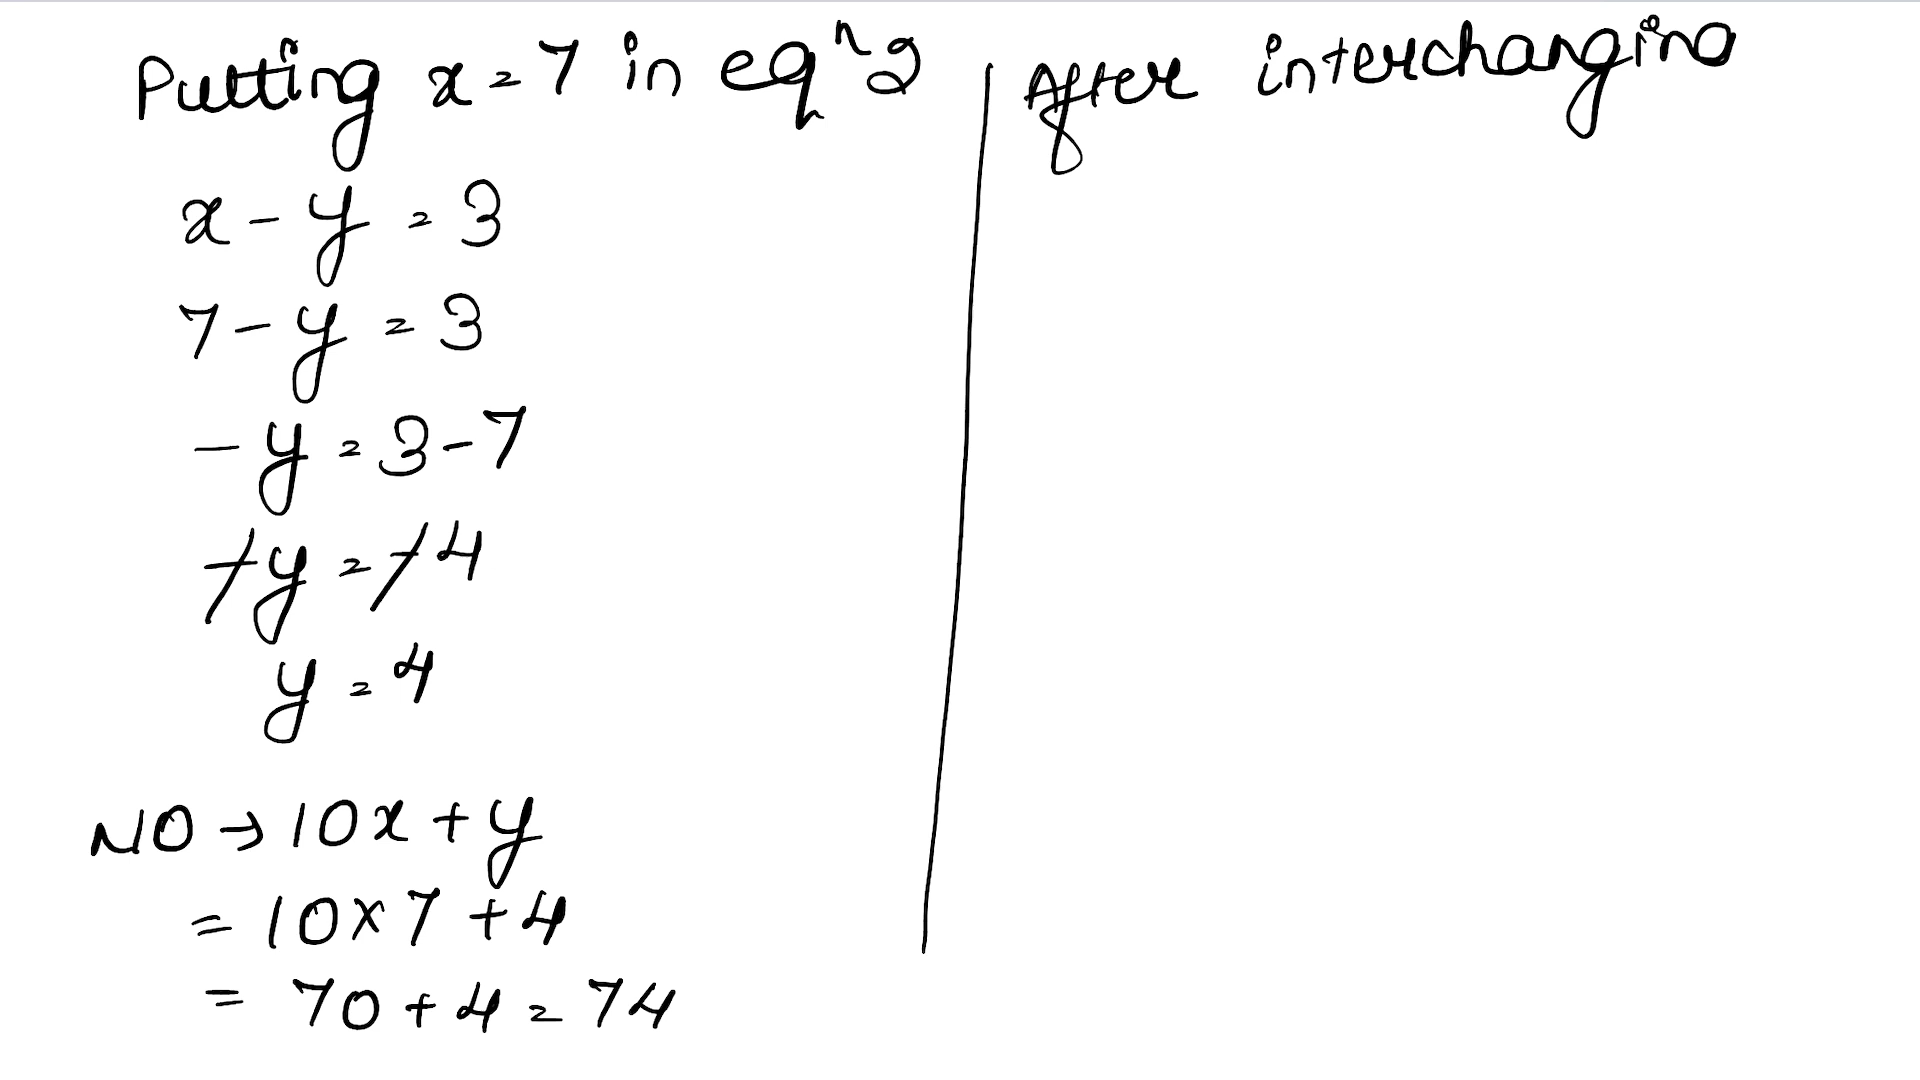 Putting x = 7 in eqⁿ 2
x - y = 3
7 - y = 3
- y = 3 - 7
- y = - 4
y = 4
NO → 10x + y
= 10 × 7 + 4
= 70 + 4 = 74
After interchanging